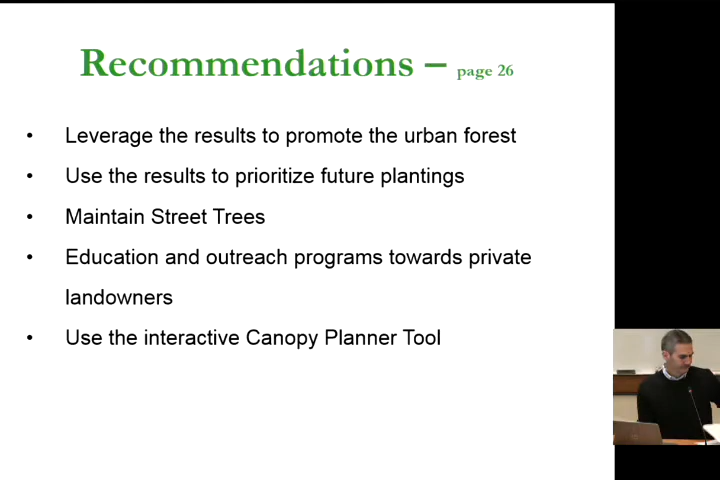 Recommendations – page 26
• Leverage the results to promote the urban forest
• Use the results to prioritize future plantings
• Maintain Street Trees
• Education and outreach programs towards private
landowners
• Use the interactive Canopy Planner Tool